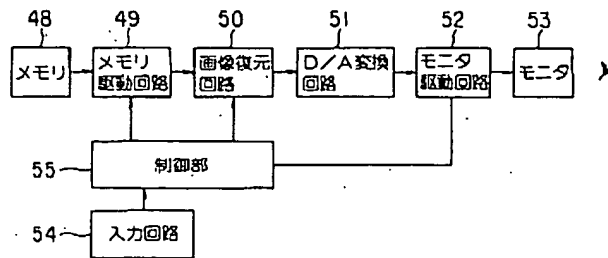 48
49
50
51
52
53
メモリ
メモリ
駆動回路
画像復元
回路
D/A変換
回路
モニタ
駆動回路
モニタ
55
制御部
54
入力回路